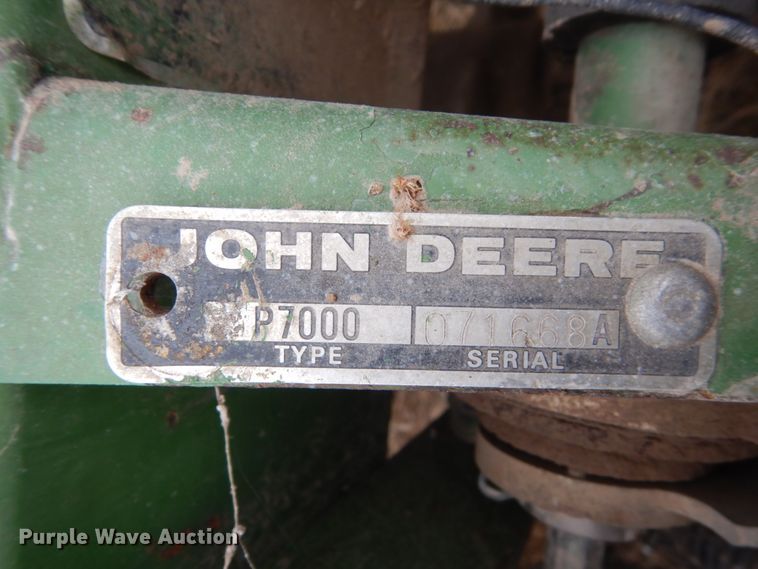 JOHN DEERE
P7000 071668A
TYPE SERIAL
Purple Wave Auction